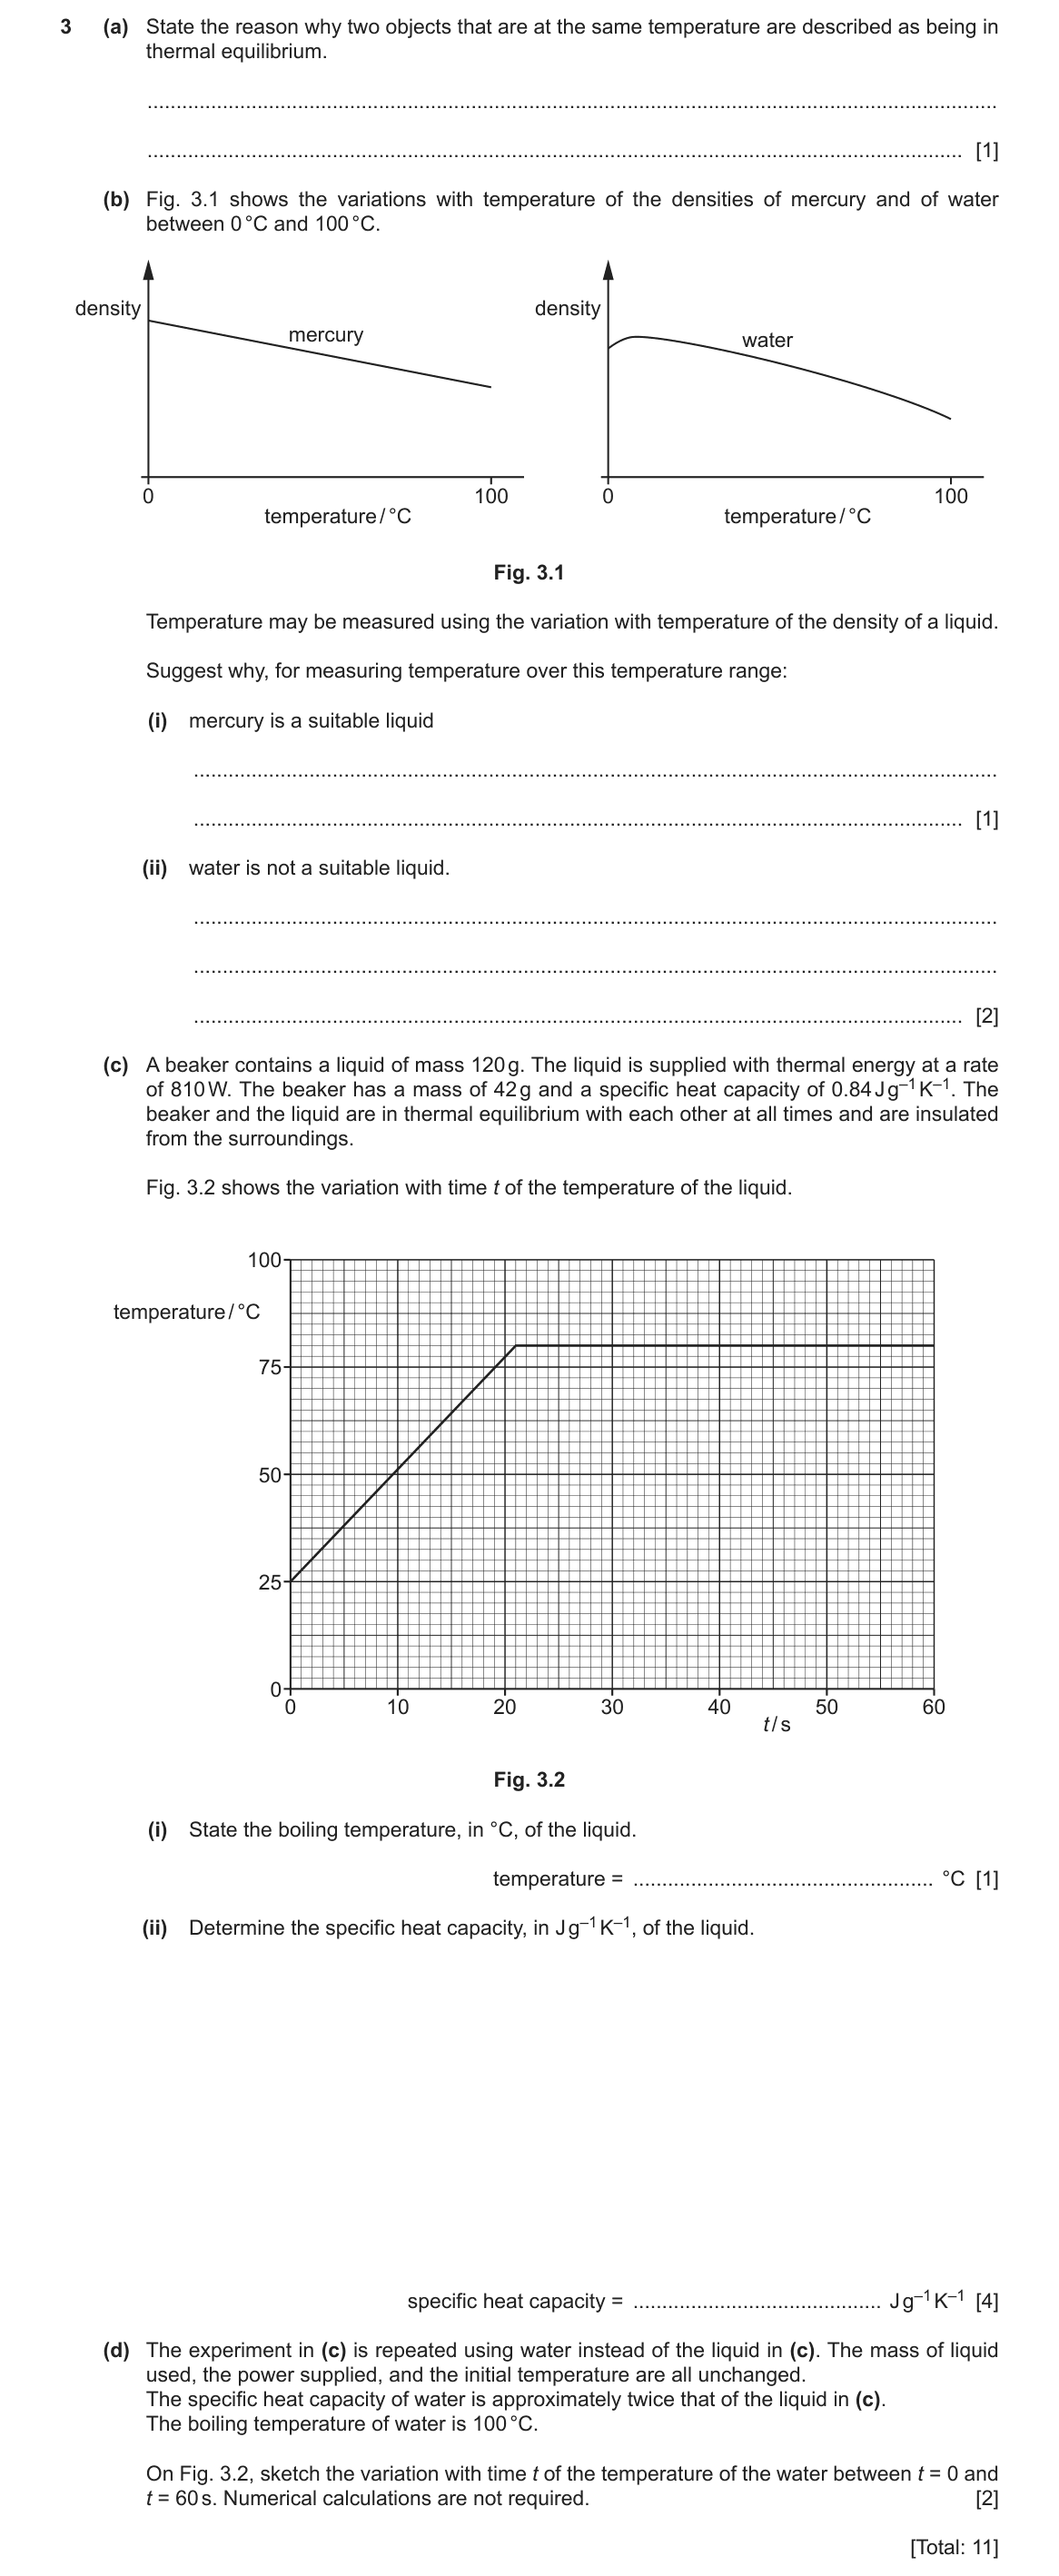 3 (a) State the reason why two objects that are at the same temperature are described as being in
thermal equilibrium.
..........................................................................................................................................
..................................................................................................................................... [1]
(b) Fig. 3.1 shows the variations with temperature of the densities of mercury and of water
between 0 °C and 100 °C.
density
mercury
0
100
temperature / °C
density
water
0
100
temperature / °C
Fig. 3.1
Temperature may be measured using the variation with temperature of the density of a liquid.
Suggest why, for measuring temperature over this temperature range:
(i) mercury is a suitable liquid
..........................................................................................................................................
..................................................................................................................................... [1]
(ii) water is not a suitable liquid.
..........................................................................................................................................
..........................................................................................................................................
..................................................................................................................................... [2]
(c) A beaker contains a liquid of mass 120 g. The liquid is supplied with thermal energy at a rate
of 810 W. The beaker has a mass of 42 g and a specific heat capacity of 0.84 J g⁻¹ K⁻¹. The
beaker and the liquid are in thermal equilibrium with each other at all times and are insulated
from the surroundings.
Fig. 3.2 shows the variation with time t of the temperature of the liquid.
100
temperature / °C
75
50
25
0
0 10 20 30 40 50 60
t / s
Fig. 3.2
(i) State the boiling temperature, in °C, of the liquid.
temperature = .................................................... °C [1]
(ii) Determine the specific heat capacity, in J g⁻¹ K⁻¹, of the liquid.
specific heat capacity = ........................................... J g⁻¹ K⁻¹ [4]
(d) The experiment in (c) is repeated using water instead of the liquid in (c). The mass of liquid
used, the power supplied, and the initial temperature are all unchanged.
The specific heat capacity of water is approximately twice that of the liquid in (c).
The boiling temperature of water is 100 °C.
On Fig. 3.2, sketch the variation with time t of the temperature of the water between t = 0 and
t = 60 s. Numerical calculations are not required. [2]
[Total: 11]